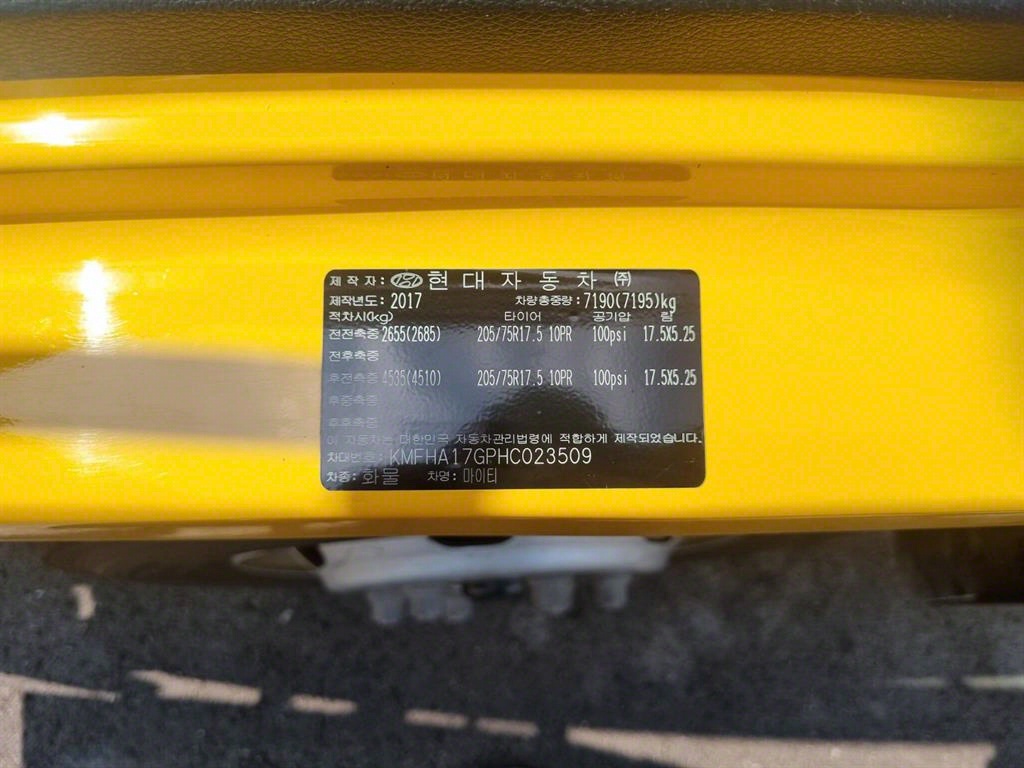 제작자: 현대자동차 ㈜
제작년도: 2017 차량총중량: 7190(7195)kg
적차시(kg) 타이어 공기압 림
전전축중 2655(2685) 205/75R17.5 10PR 100psi 17.5X5.25
전후축중
후전축중 4535(4510) 205/75R17.5 10PR 100psi 17.5X5.25
후중축중
후후축중
이 자동차는 대한민국 자동차관리법령에 적합하게 제작되었습니다.
차대번호: KMFHA17GPHC023509
차종: 화물 차명: 마이티